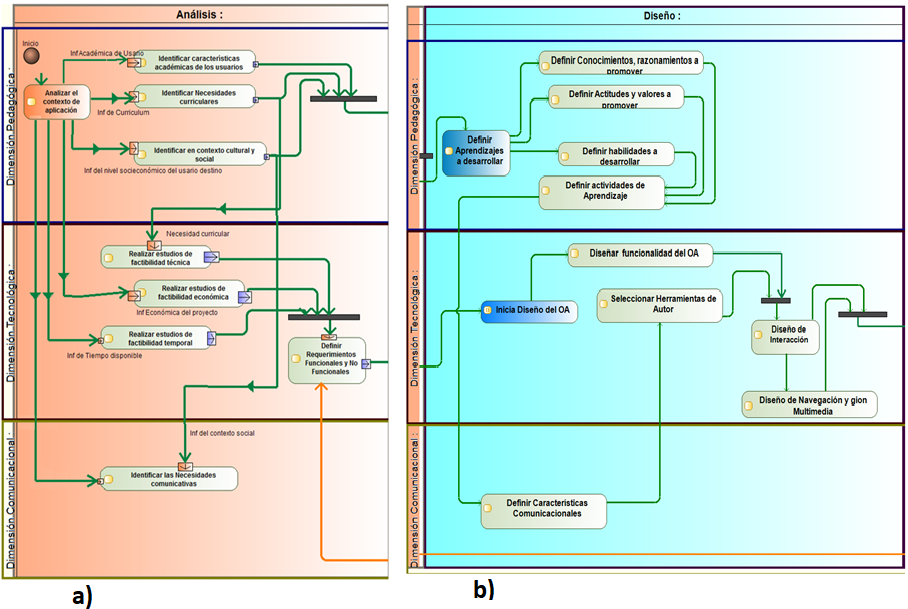 Análisis :
Dimensión Pedagógica :
Inicio
Inf Académica de Usuario
Identificar características
académicas de los usuarios
Analizar el
contexto de
aplicación
Identificar Necesidades
curriculares
Inf de Curriculum
Identificar en contexto cultural y
social
Inf del nivel socioeconómico del usario destino
Dimensión Tecnológica :
Necesidad curricular
Realizar estudios de
factibilidad técnica
Realizar estudios de
factibilidad económica
Inf Económica del proyecto
Realizar estudios de
factibilidad temporal
Inf de Tiempo disponible
Definir
Requerimientos
Funcionales y No
Funcionales
Dimensión Comunicacional :
Inf del contexto social
Identificar las Necesidades
comunicativas
a)
Diseño :
Dimensión Pedagógica :
Definir Conocimientos, razonamientos a
promover
Definir Actitudes y valores a
promover
Definir
Aprendizajes
a desarrollar
Definir habilidades a
desarrollar
Definir actividades de
Aprendizaje
Dimensión Tecnológica :
Diseñar funcionalidad del OA
Inicia Diseño del OA
Seleccionar Herramientas de
Autor
Diseño de
Interacción
Diseño de Navegación y gion
Multimedia
Dimensión Comunicacional :
Definir Características
Comunicacionales
b)